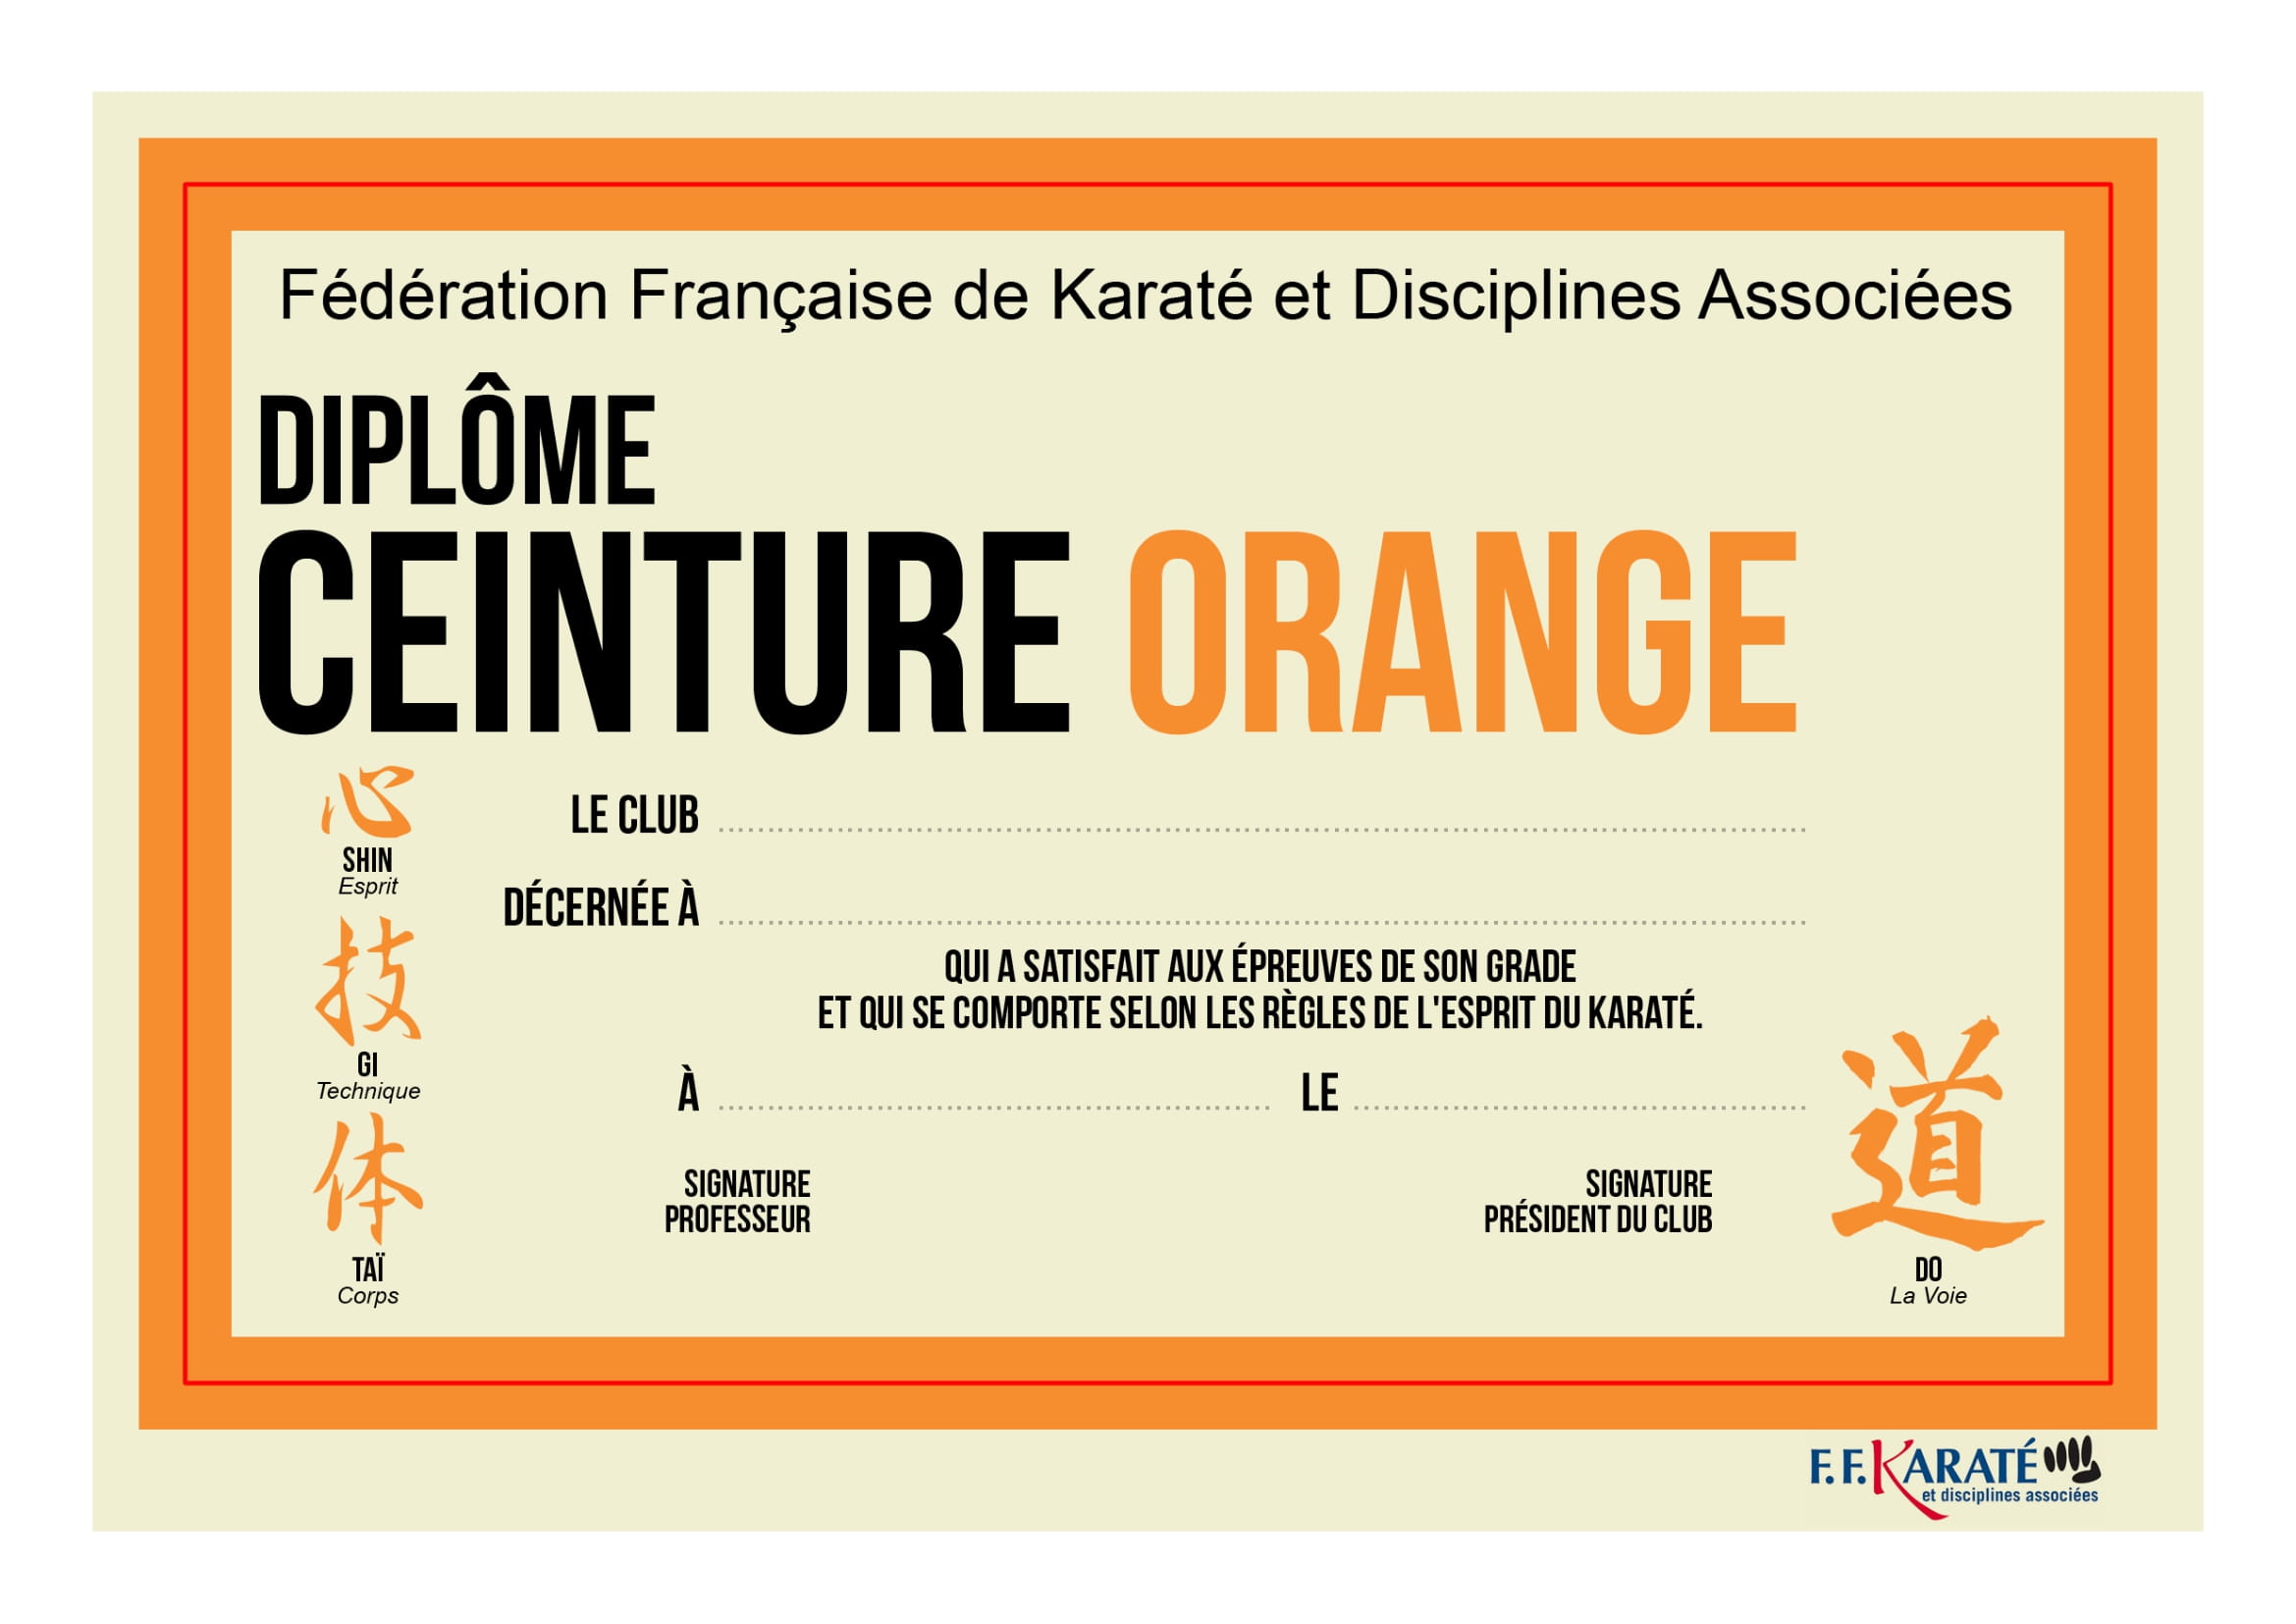 Fédération Française de Karaté et Disciplines Associées
DIPLÔME
CEINTURE ORANGE
心
SHIN
Esprit
技
GI
Technique
体
TAÏ
Corps
LE CLUB
DÉCERNÉE À
QUI A SATISFAIT AUX ÉPREUVES DE SON GRADE
ET QUI SE COMPORTE SELON LES RÈGLES DE L'ESPRIT DU KARATÉ.
À LE
SIGNATURE
PROFESSEUR
SIGNATURE
PRÉSIDENT DU CLUB
道
DO
La Voie
F.F.KARATÉ
et disciplines associées